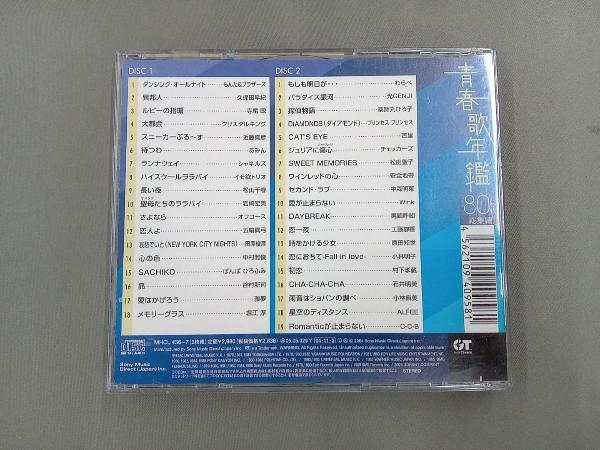 DISC 1
1 ダンシング・オールナイト もんた&ブラザーズ
2 異邦人 久保田早紀
3 ルビーの指環 寺尾 聰
4 大都会 クリスタルキング
5 スニーカーぶる〜す 近藤真彦
6 待つわ あみん
7 ランナウェイ シャネルズ
8 ハイスクールララバイ イモ欽トリオ
9 長い夜 松山千春
10 聖母たちのララバイ 岩崎宏美
11 さよなら オフコース
12 恋人よ 五輪真弓
13 哀愁でいと(NEW YORK CITY NIGHTS) 田原俊彦
14 心の色 中村雅俊
15 SACHIKO ばんば ひろふみ
16 昴 谷村新司
17 愛はかげろう 雅夢
18 メモリーグラス 堀江 淳
DISC 2
1 もしも明日が・・・ わらべ
2 パラダイス銀河 光GENJI
3 探偵物語 薬師丸ひろ子
4 DIAMONDS(ダイアモンド) プリンセス プリンセス
5 CAT'S EYE 杏里
6 ジュリアに傷心 チェッカーズ
7 SWEET MEMORIES 松田聖子
8 ワインレッドの心 安全地帯
9 セカンド・ラブ 中森明菜
10 愛が止まらない Wink
11 DAYBREAK 男闘呼組
12 恋一夜 工藤静香
13 時をかける少女 原田知世
14 恋におちて-Fall in love- 小林明子
15 初恋 村下孝蔵
16 CHA-CHA-CHA 石井明美
17 雨音はショパンの調べ 小林麻美
18 星空のディスタンス ALFEE
19 Romanticが止まらない C-C-B
青春歌年鑑
80's
総集編
4562109409581
GT
Sony Music
Direct (Japan) Inc.
STEREO